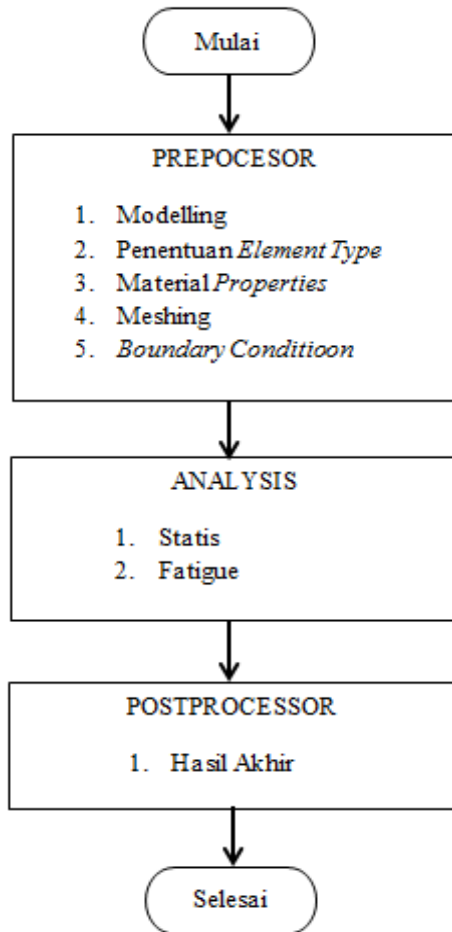 Mulai
PREPOCESOR
1. Modelling
2. Penentuan Element Type
3. Material Properties
4. Meshing
5. Boundary Conditioon
ANALYSIS
1. Statis
2. Fatigue
POSTPROCESSOR
1. Hasil Akhir
Selesai